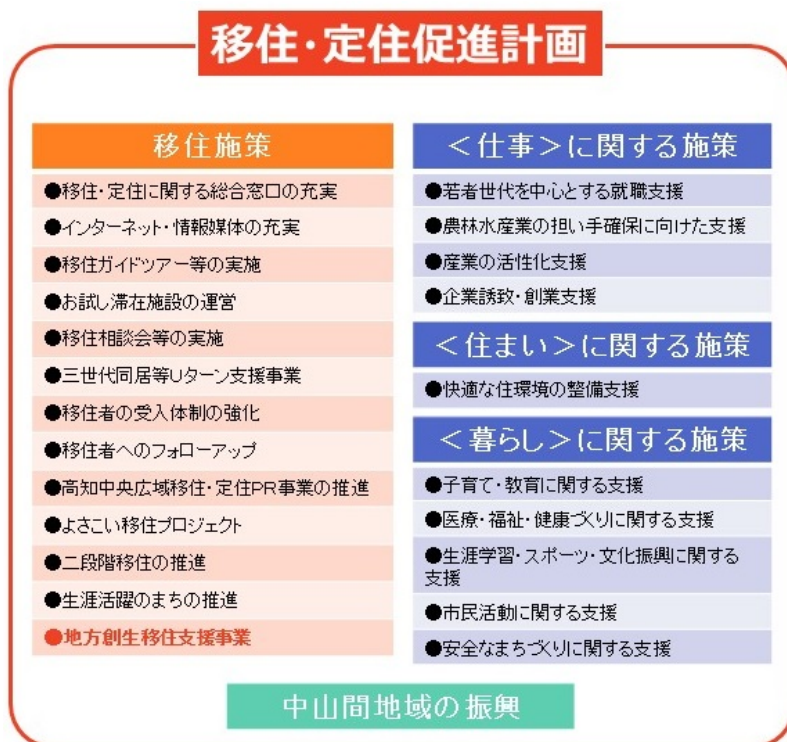 移住・定住促進計画
移住施策
●移住・定住に関する総合窓口の充実
●インターネット・情報媒体の充実
●移住ガイドツアー等の実施
●お試し滞在施設の運営
●移住相談会等の実施
●三世代同居等Uターン支援事業
●移住者の受入体制の強化
●移住者へのフォローアップ
●高知中央広域移住・定住PR事業の推進
●よさこい移住プロジェクト
●二段階移住の推進
●生涯活躍のまちの推進
●地方創生移住支援事業
＜仕事＞に関する施策
●若者世代を中心とする就職支援
●農林水産業の担い手確保に向けた支援
●産業の活性化支援
●企業誘致・創業支援
＜住まい＞に関する施策
●快適な住環境の整備支援
＜暮らし＞に関する施策
●子育て・教育に関する支援
●医療・福祉・健康づくりに関する支援
●生涯学習・スポーツ・文化振興に関する
支援
●市民活動に関する支援
●安全なまちづくりに関する支援
中山間地域の振興